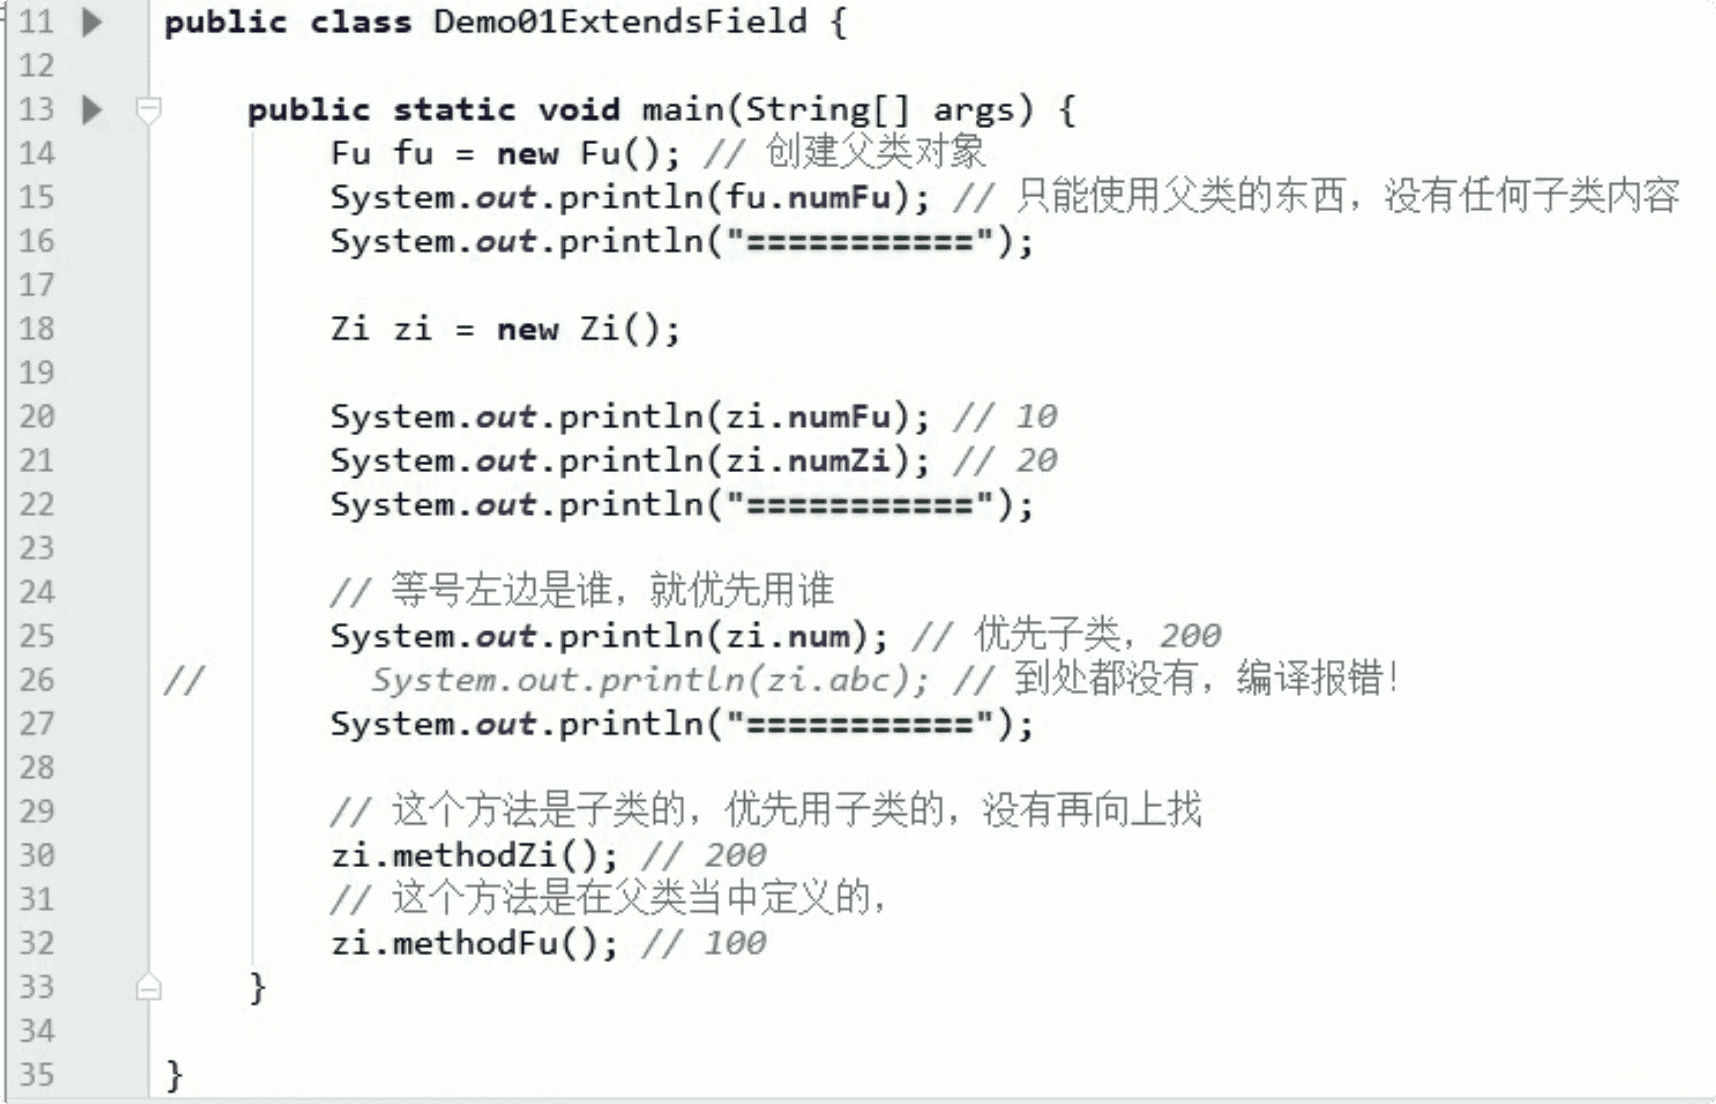 11 public class Demo01ExtendsField {
12
13 public static void main(String[] args) {
14 Fu fu = new Fu(); // 创建父类对象
15 System.out.println(fu.numFu); // 只能使用父类的东西，没有任何子类内容
16 System.out.println("===========");
17
18 Zi zi = new Zi();
19
20 System.out.println(zi.numFu); // 10
21 System.out.println(zi.numZi); // 20
22 System.out.println("===========");
23
24 // 等号左边是谁，就优先用谁
25 System.out.println(zi.num); // 优先子类，200
26 // System.out.println(zi.abc); // 到处都没有，编译报错！
27 System.out.println("===========");
28
29 // 这个方法是子类的，优先用子类的，没有再向上找
30 zi.methodZi(); // 200
31 // 这个方法是在父类当中定义的，
32 zi.methodFu(); // 100
33 }
34
35 }